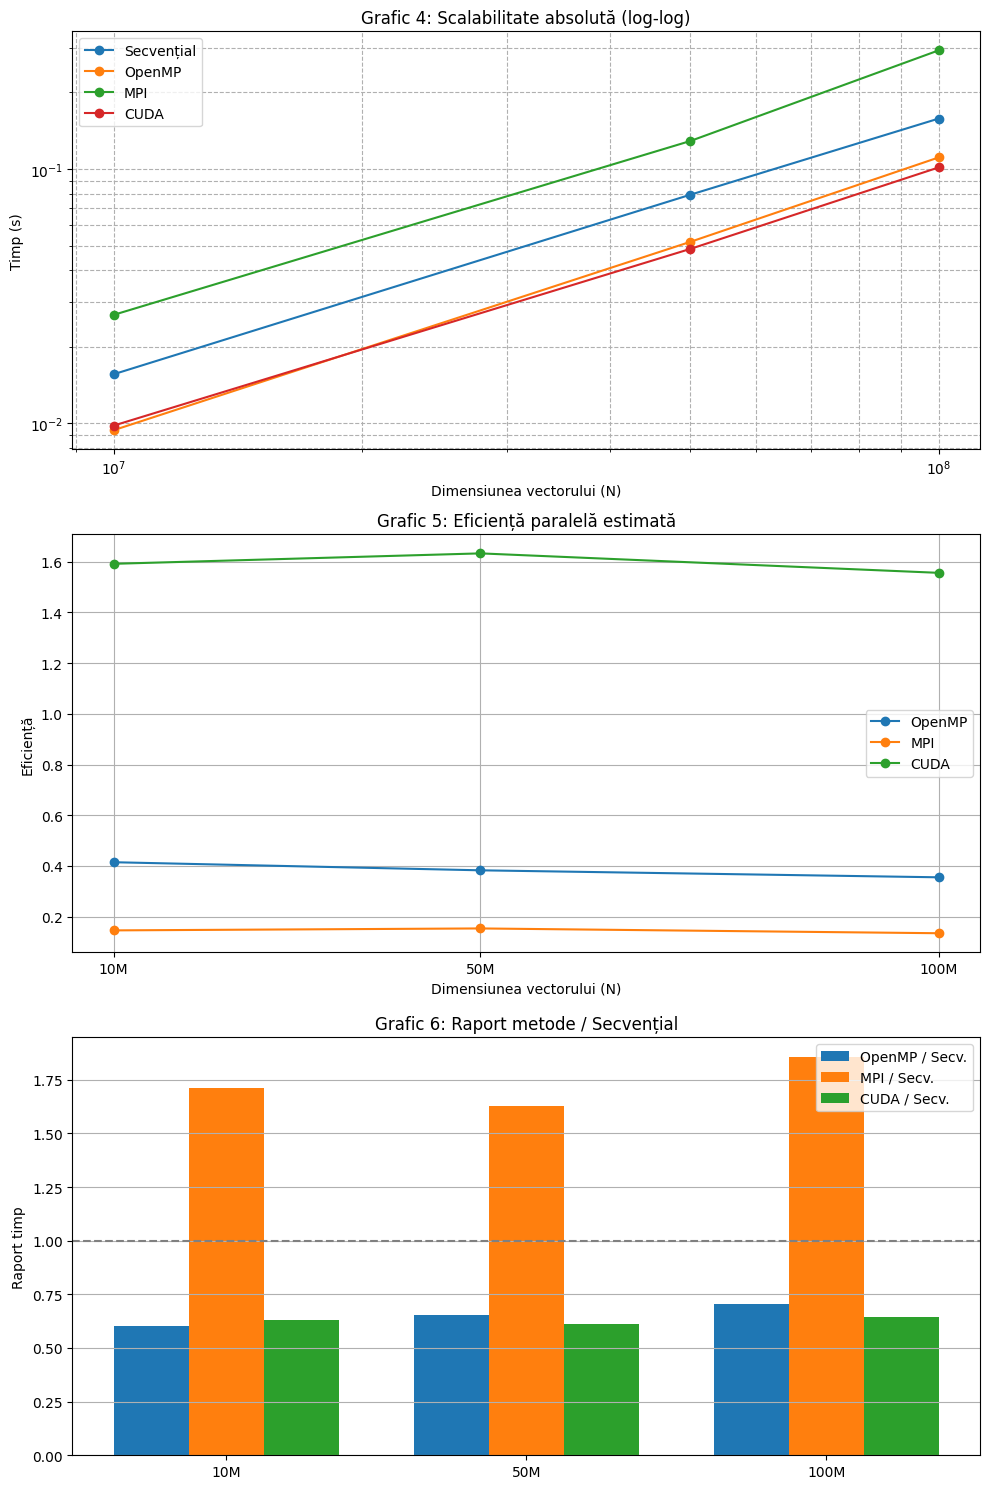 Grafic 4: Scalabilitate absolută (log-log)
Secvențial
OpenMP
MPI
CUDA
10⁻¹
10⁻²
Timp (s)
10⁷
10⁸
Dimensiunea vectorului (N)
Grafic 5: Eficiență paralelă estimată
1.6
1.4
1.2
1.0
0.8
0.6
0.4
0.2
Eficiență
OpenMP
MPI
CUDA
10M
50M
100M
Dimensiunea vectorului (N)
Grafic 6: Raport metode / Secvențial
OpenMP / Secv.
MPI / Secv.
CUDA / Secv.
1.75
1.50
1.25
1.00
0.75
0.50
0.25
0.00
Raport timp
10M
50M
100M